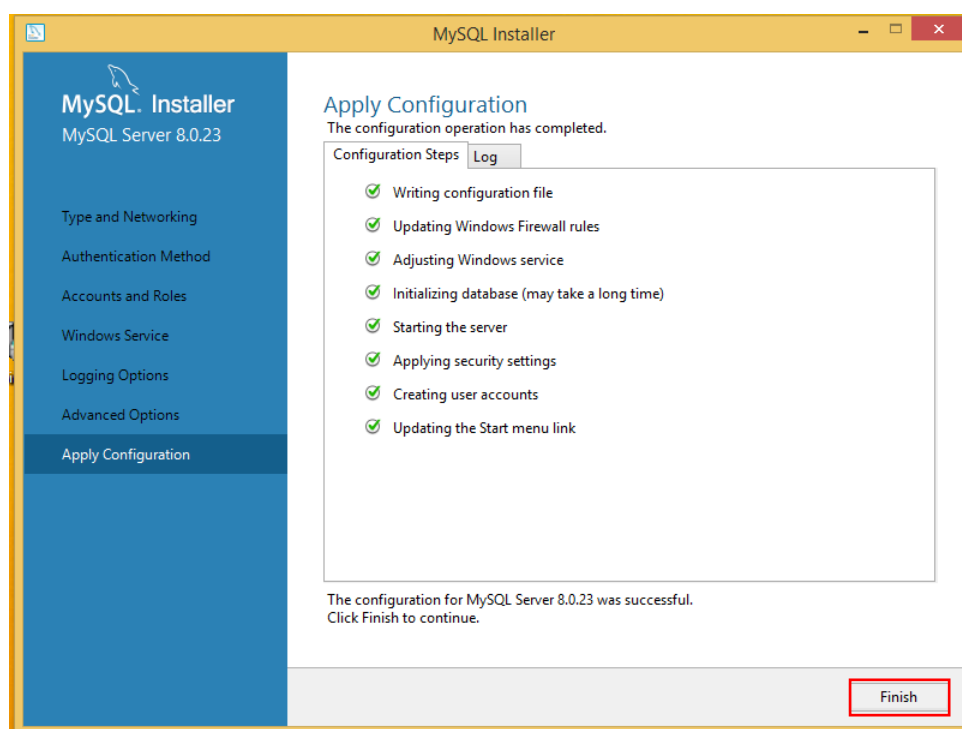 MySQL Installer
MySQL. Installer
MySQL Server 8.0.23
Type and Networking
Authentication Method
Accounts and Roles
Windows Service
Logging Options
Advanced Options
Apply Configuration
Apply Configuration
The configuration operation has completed.
Configuration Steps Log
Writing configuration file
Updating Windows Firewall rules
Adjusting Windows service
Initializing database (may take a long time)
Starting the server
Applying security settings
Creating user accounts
Updating the Start menu link
The configuration for MySQL Server 8.0.23 was successful.
Click Finish to continue.
Finish